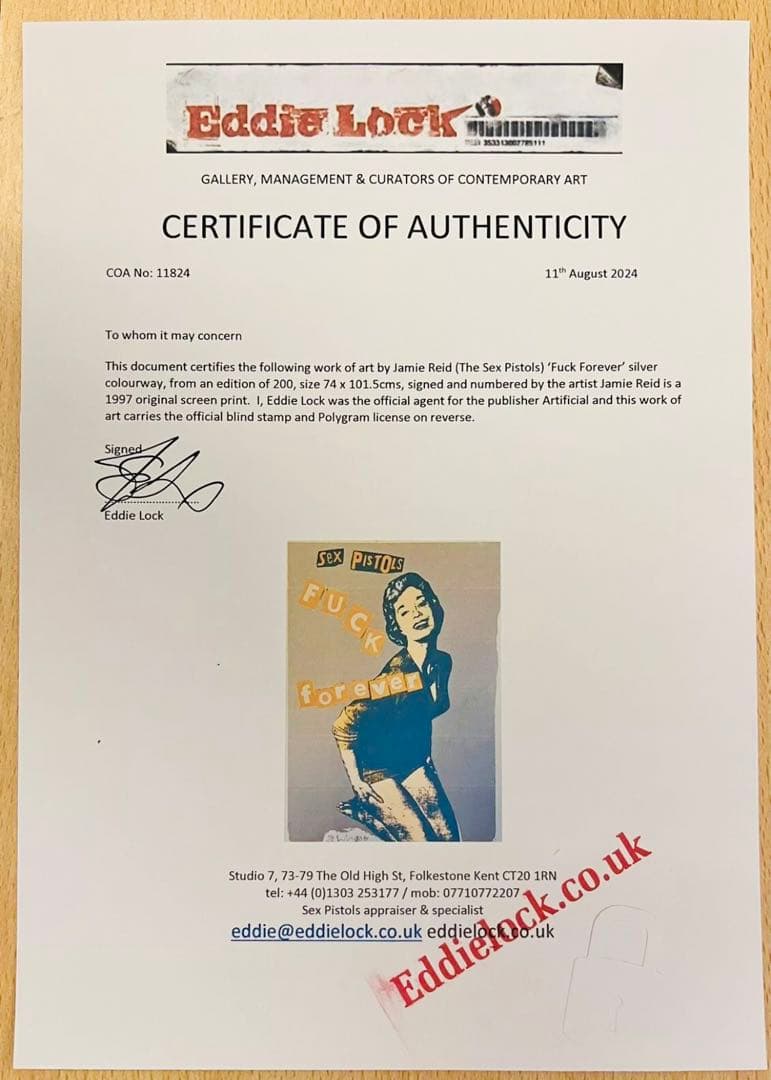 Eddie Lock
GALLERY, MANAGEMENT & CURATORS OF CONTEMPORARY ART
CERTIFICATE OF AUTHENTICITY
COA No: 11824 11th August 2024
To whom it may concern
This document certifies the following work of art by Jamie Reid (The Sex Pistols) ‘Fuck Forever’ silver
colourway, from an edition of 200, size 74 x 101.5cms, signed and numbered by the artist Jamie Reid is a
1997 original screen print. I, Eddie Lock was the official agent for the publisher Artificial and this work of
art carries the official blind stamp and Polygram license on reverse.
Signed
Eddie Lock
SeX PISTOLS
FUCK
forever
Studio 7, 73-79 The Old High St, Folkestone Kent CT20 1RN
tel: +44 (0)1303 253177 / mob: 07710772207
Sex Pistols appraiser & specialist
eddie@eddielock.co.uk eddielock.co.uk
Eddielock.co.uk